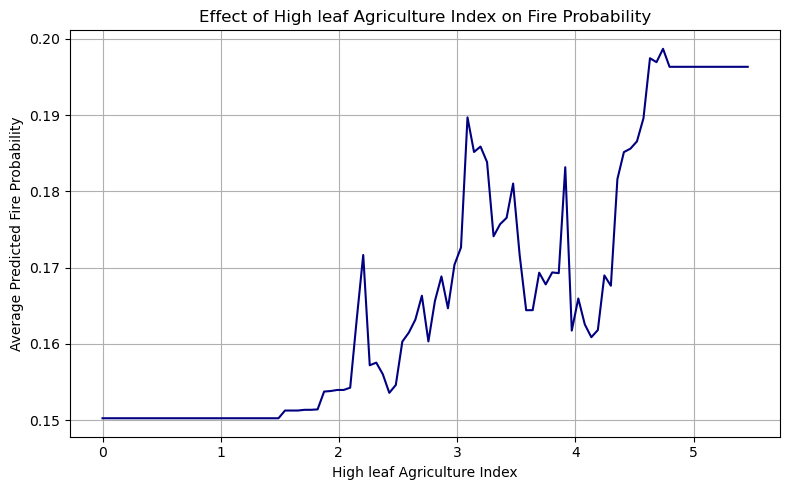 Effect of High leaf Agriculture Index on Fire Probability
Average Predicted Fire Probability
0.20
0.19
0.18
0.17
0.16
0.15
0 1 2 3 4 5
High leaf Agriculture Index